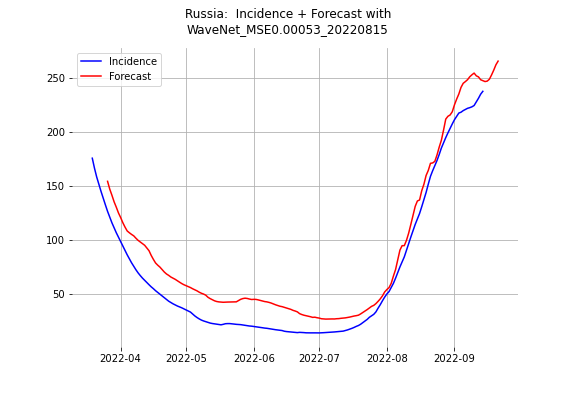 Russia:  Incidence + Forecast with
WaveNet_MSE0.00053_20220815
Incidence
Forecast
250
200
150
100
50
2022-04
2022-05
2022-06
2022-07
2022-08
2022-09